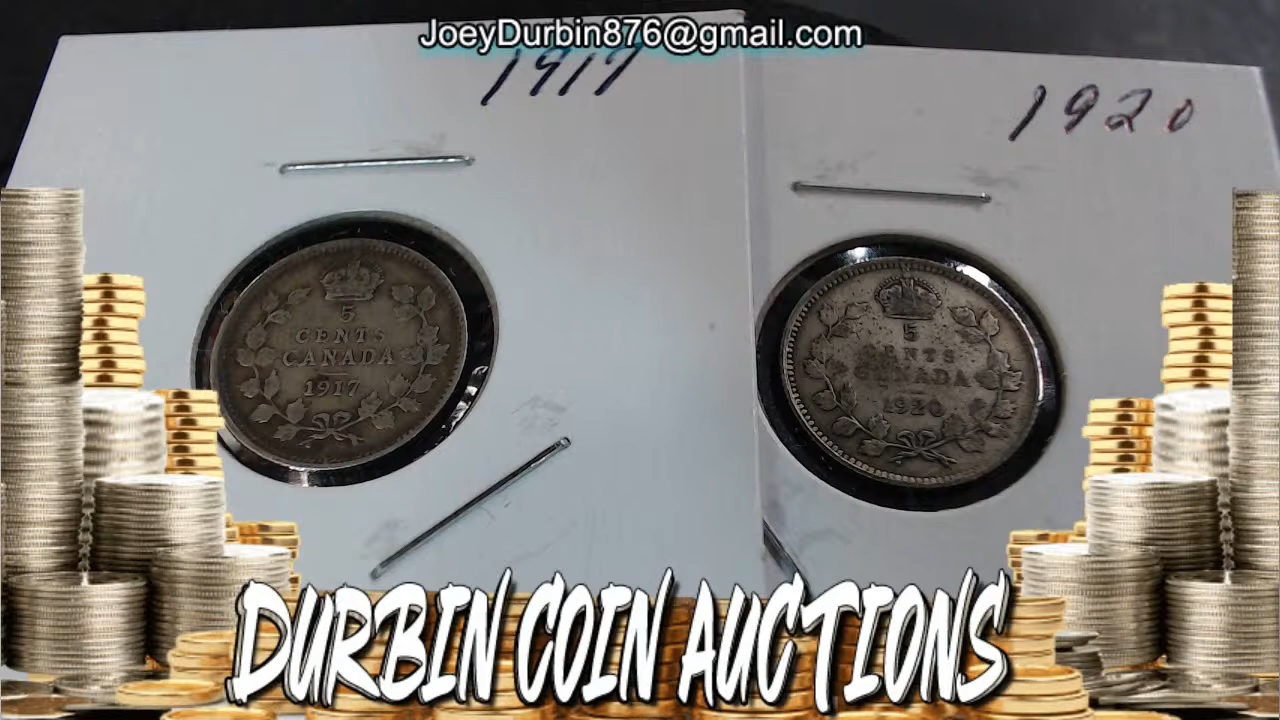 JoeyDurbin876@gmail.com
1917
1920
5
CENTS
CANADA
1917
5
CENTS
CANADA
1920
DURBIN COIN AUCTIONS